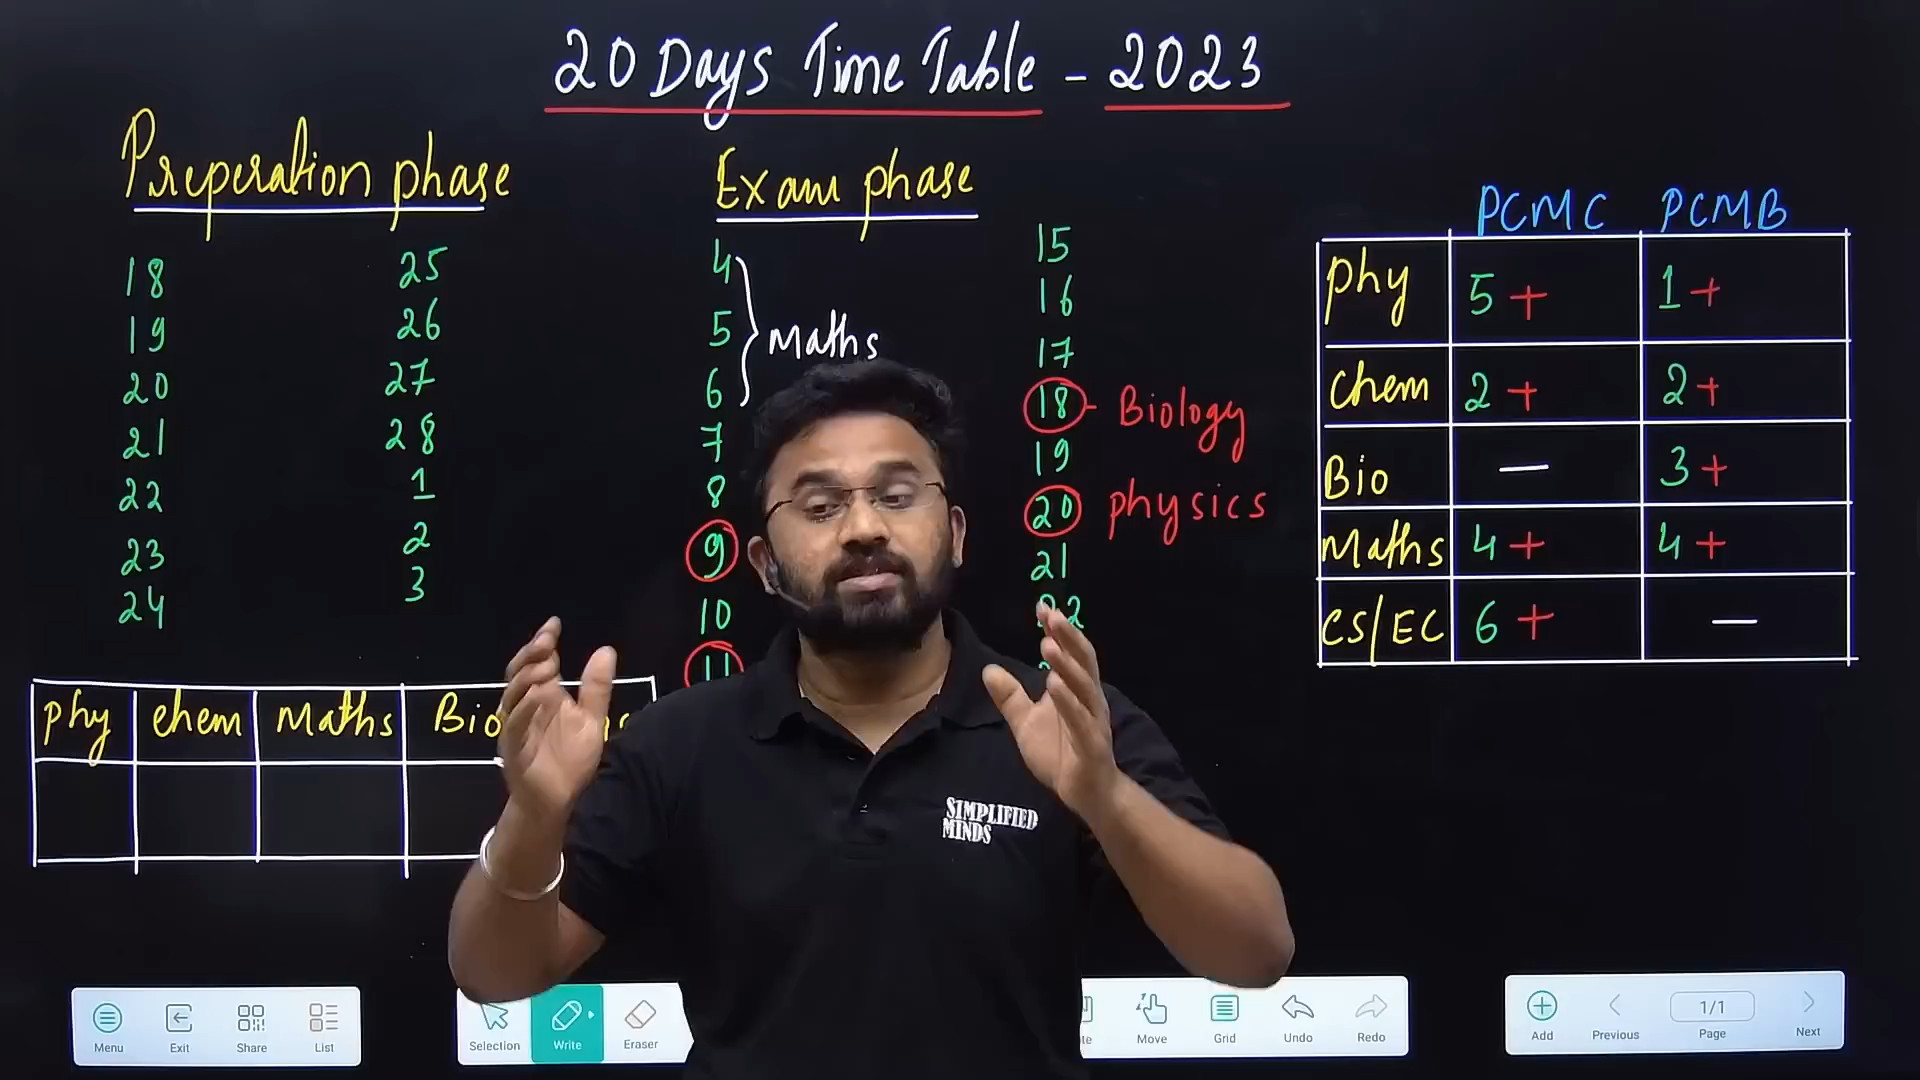 20 Days Time Table - 2023
Preperation phase
18
19
20
21
22
23
24
25
26
27
28
1
2
3
Exam phase
4
5
6
Maths
7
8
9
10
11
15
16
17
18 - Biology
19
20 physics
21
22
PCMC PCMB
Phy 5+ 1+
Chem 2+ 2+
Bio — 3+
Maths 4+ 4+
CS/EC 6+ —
phy chem Maths Bio
SIMPLIFIED
MINDS
Menu Exit Share List
Selection Write Eraser
Move Grid Undo Redo
Add Previous 1/1 Page Next